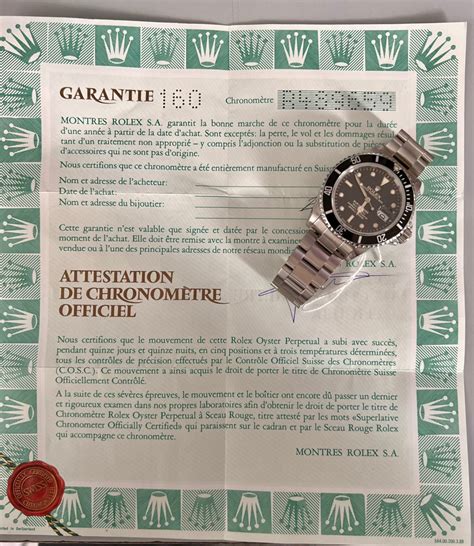 GARANTIE 160 Chronomètre
MONTRES ROLEX S.A. garantit la bonne marche de ce chronomètre pour la durée
d'une année à partir de la date d'achat. Sont exceptés: la perte, le vol et les dommages résultant
d'un traitement non approprié – y compris l'adjonction ou la substitution de pièces
d'accessoires qui ne sont pas d'origine.
Nous certifions que ce chronomètre a été entièrement manufacturé en Suisse
Nom et adresse de l'acheteur:
Date de l'achat:
Nom et adresse du bijoutier:
Cette garantie n'est valable que signée et datée par le
moment de l'achat. Elle doit être remise avec la montre à
vendue ou à l'une des principales adresses de notre réseau
ROLEX S.A.
ROLEX
ATTESTATION
DE CHRONOMÈTRE
OFFICIEL
Nous certifions que le mouvement de cette Rolex Oyster Perpetual a subi avec succès,
pendant quinze jours et quinze nuits, en cinq positions et à trois températures déterminées,
tous les contrôles de précision effectués par le Contrôle Officiel Suisse des Chronomètres
(C.O.S.C.). Ce mouvement a ainsi acquis le droit de porter le titre de Chronomètre Suisse
Officiellement Contrôlé.
A la suite de ces sévères épreuves, le mouvement et le boîtier ont encore dû passer un dernier
et rigoureux examen dans nos propres laboratoires afin d'obtenir le droit de porter le titre de
Chronomètre Rolex Oyster Perpetual à Sceau Rouge, titre attesté par les mots «Superlative
Chronometer Officially Certified» qui paraissent sur le cadran et par le Sceau Rouge Rolex
qui accompagne ce chronomètre.
MONTRES ROLEX S.A.
Printed in Switzerland